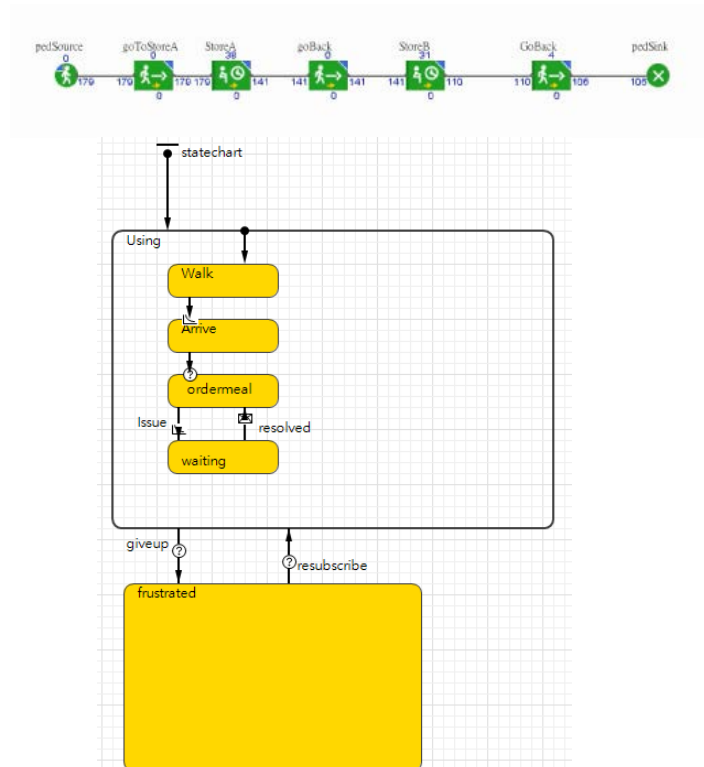 pedSource goToStoreA StoreA goBack StoreB GoBack pedSink
0 0 38 0 31 4
179 179 179 179 141 141 141 141 110 110 106 106
0 0 0 0 0
statechart
Using
Walk
Arrive
?
ordermeal
Issue
resolved
waiting
giveup ?
? resubscribe
frustrated